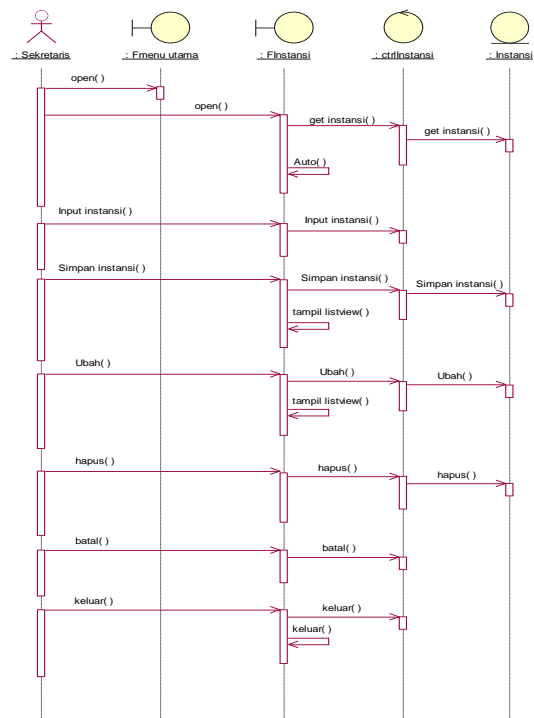 : Sekretaris
: Fmenu utama
: FInstansi
: ctrlInstansi
: Instansi
open( )
open( )
get instansi( )
get instansi( )
Auto( )
Input instansi( )
Input instansi( )
Simpan instansi( )
Simpan instansi( )
Simpan instansi( )
tampil listview( )
Ubah( )
Ubah( )
Ubah( )
tampil listview( )
hapus( )
hapus( )
hapus( )
batal( )
batal( )
keluar( )
keluar( )
keluar( )